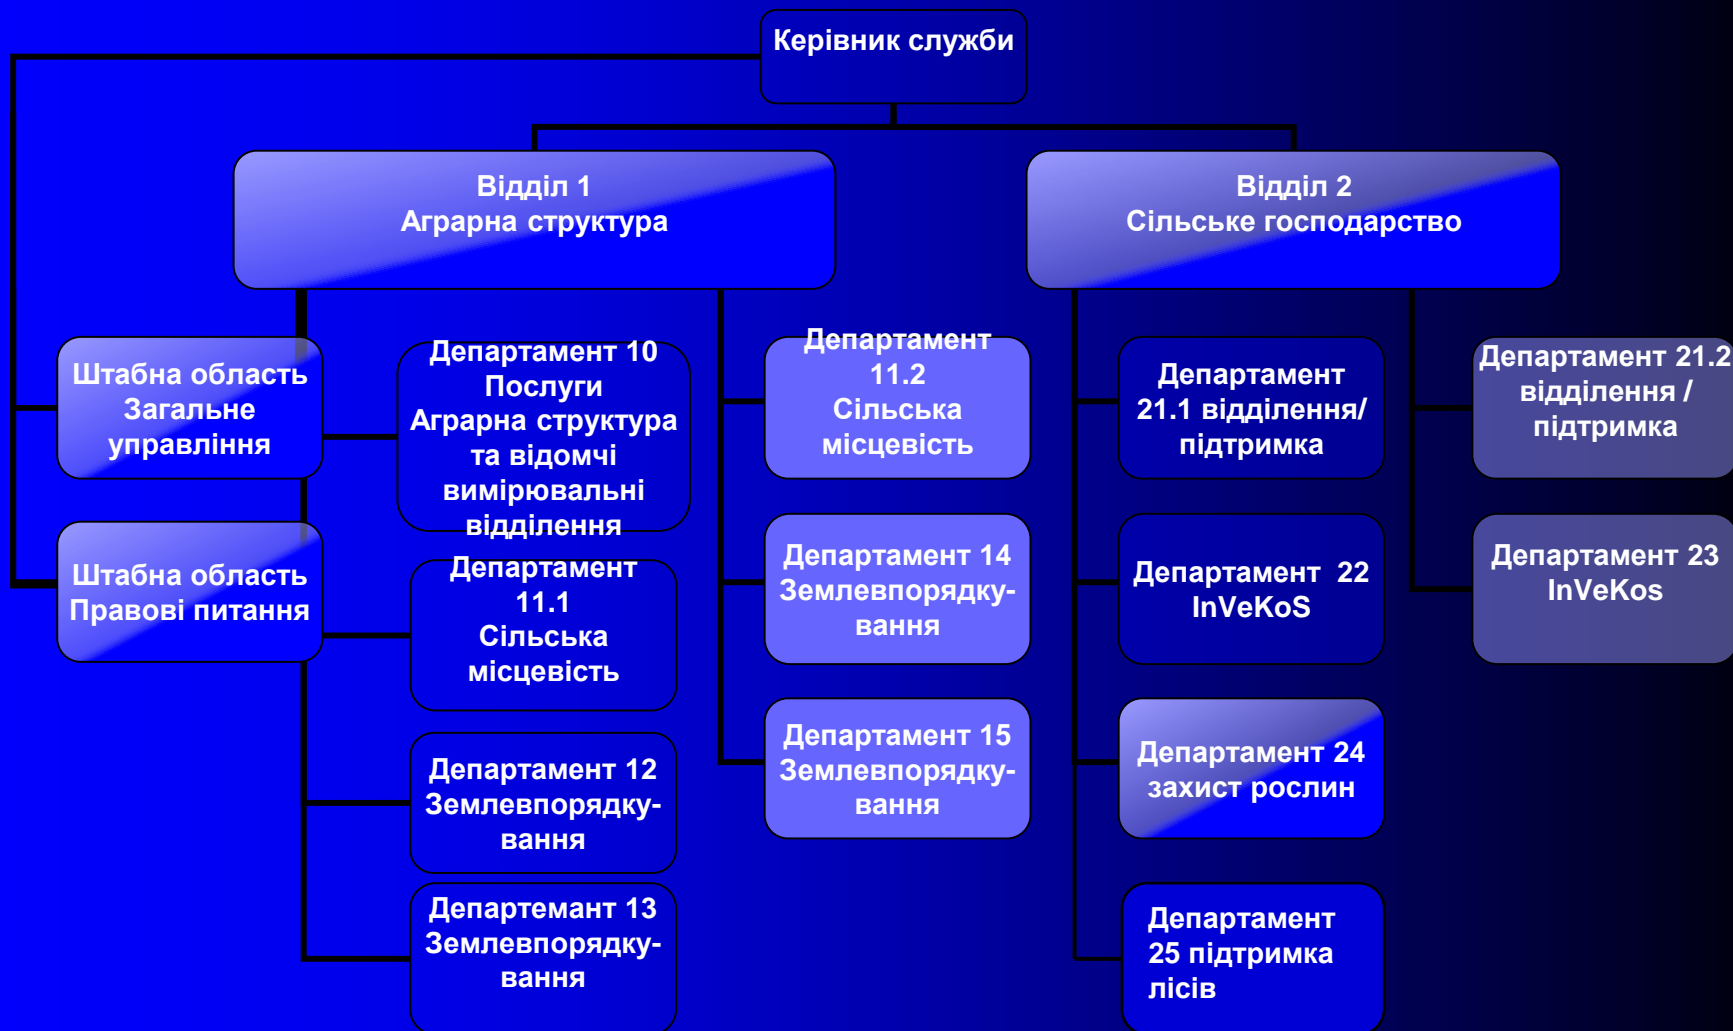 Керівник служби
Відділ 1
Аграрна структура
Відділ 2
Сільське господарство
Штабна область
Загальне
управління
Штабна область
Правові питання
Департамент 10
Послуги
Аграрна структура
та відомчі
вимірювальні
відділення
Департамент
11.1
Сільська
місцевість
Департамент 12
Землевпорядку-
вання
Департемант 13
Землевпорядку-
вання
Департамент
11.2
Сільська
місцевість
Департамент 14
Землевпорядку-
вання
Департамент 15
Землевпорядку-
вання
Департамент
21.1 відділення/
підтримка
Департамент  22
InVeKoS
Департамент 24
захист рослин
Департамент
25 підтримка
лісів
Департамент 21.2
відділення /
підтримка
Департамент 23
InVeKos